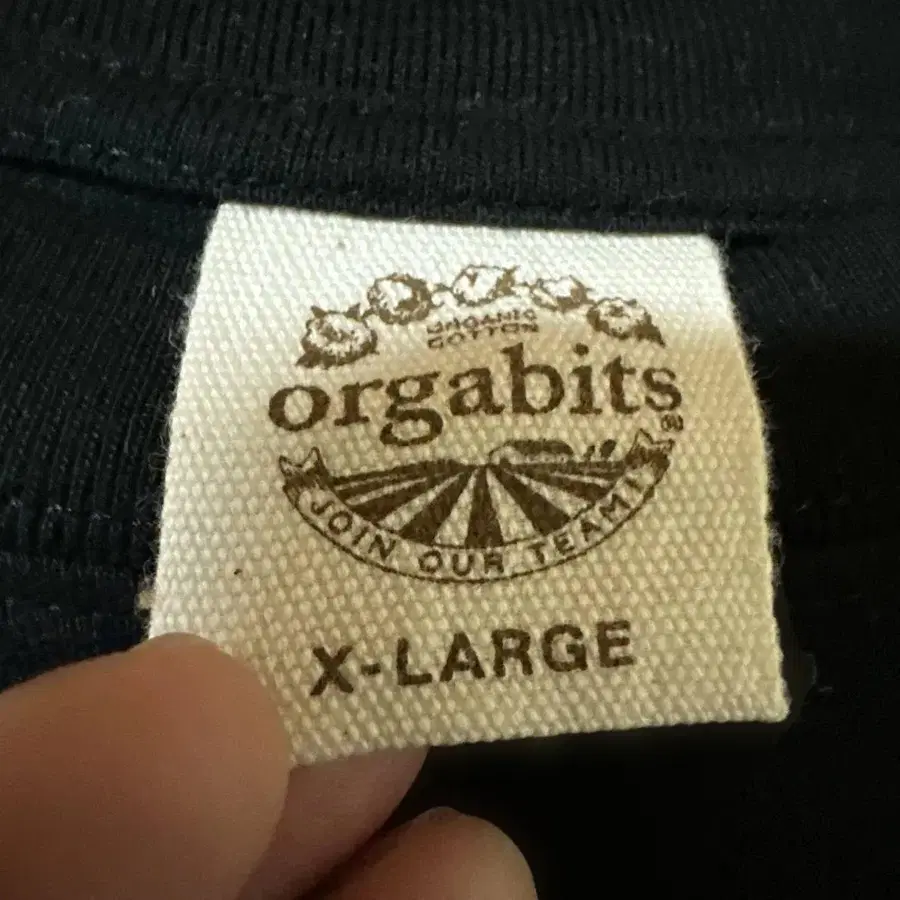 ORGANIC
COTTON
orgabits®
JOIN OUR TEAM!
X-LARGE